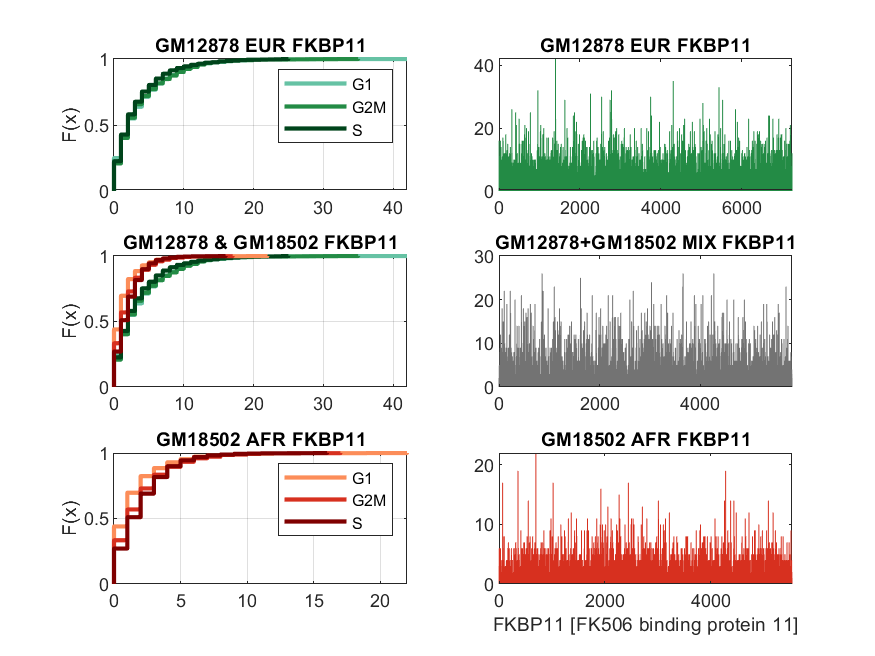 GM12878 EUR FKBP11
1
0.5
0
F(x)
0 10 20 30 40
G1
G2M
S
GM12878 EUR FKBP11
40
20
0
0 2000 4000 6000
GM12878 & GM18502 FKBP11
1
0.5
0
F(x)
0 10 20 30 40
GM12878+GM18502 MIX FKBP11
30
20
10
0
0 2000 4000
GM18502 AFR FKBP11
1
0.5
0
F(x)
0 5 10 15 20
G1
G2M
S
GM18502 AFR FKBP11
20
10
0
0 2000 4000
FKBP11 [FK506 binding protein 11]